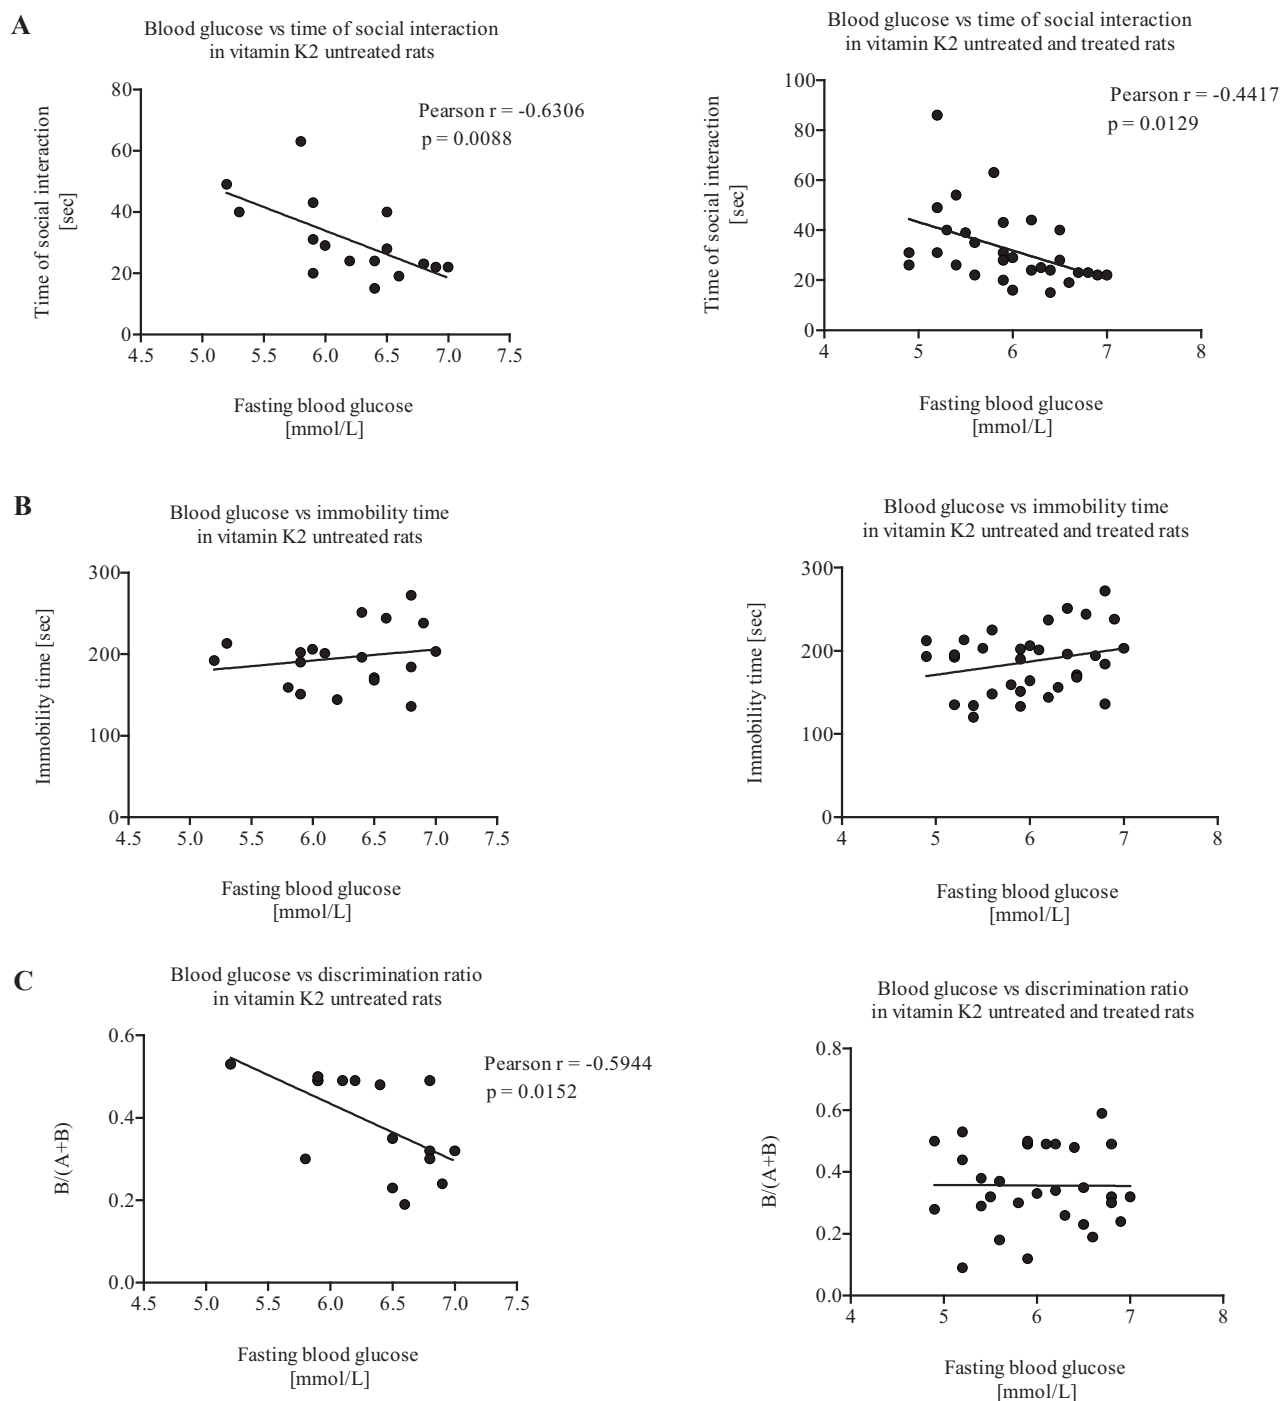 A
Blood glucose vs time of social interaction
in vitamin K2 untreated rats
Pearson r = -0.6306
p = 0.0088
80
60
40
20
0
Time of social interaction
[sec]
4.5 5.0 5.5 6.0 6.5 7.0 7.5
Fasting blood glucose
[mmol/L]
Blood glucose vs time of social interaction
in vitamin K2 untreated and treated rats
Pearson r = -0.4417
p = 0.0129
100
80
60
40
20
0
Time of social interaction
[sec]
4 5 6 7 8
Fasting blood glucose
[mmol/L]
B
Blood glucose vs immobility time
in vitamin K2 untreated rats
300
200
100
0
Immobility time [sec]
4.5 5.0 5.5 6.0 6.5 7.0 7.5
Fasting blood glucose
[mmol/L]
Blood glucose vs immobility time
in vitamin K2 untreated and treated rats
300
200
100
0
Immobility time [sec]
4 5 6 7 8
Fasting blood glucose
[mmol/L]
C
Blood glucose vs discrimination ratio
in vitamin K2 untreated rats
Pearson r = -0.5944
p = 0.0152
0.6
0.4
0.2
0.0
B/(A+B)
4.5 5.0 5.5 6.0 6.5 7.0 7.5
Fasting blood glucose
[mmol/L]
Blood glucose vs discrimination ratio
in vitamin K2 untreated and treated rats
0.8
0.6
0.4
0.2
0.0
B/(A+B)
4 5 6 7 8
Fasting blood glucose
[mmol/L]